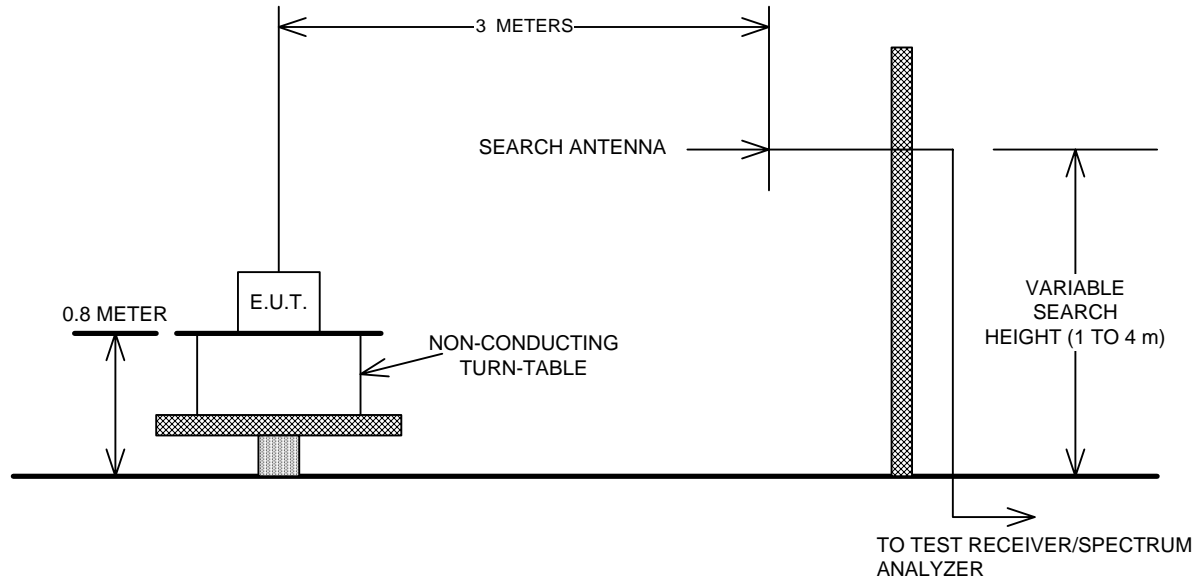 3 METERS
SEARCH ANTENNA
E.U.T.
0.8 METER
NON-CONDUCTING
TURN-TABLE
VARIABLE
SEARCH
HEIGHT (1 TO 4 m)
TO TEST RECEIVER/SPECTRUM
ANALYZER